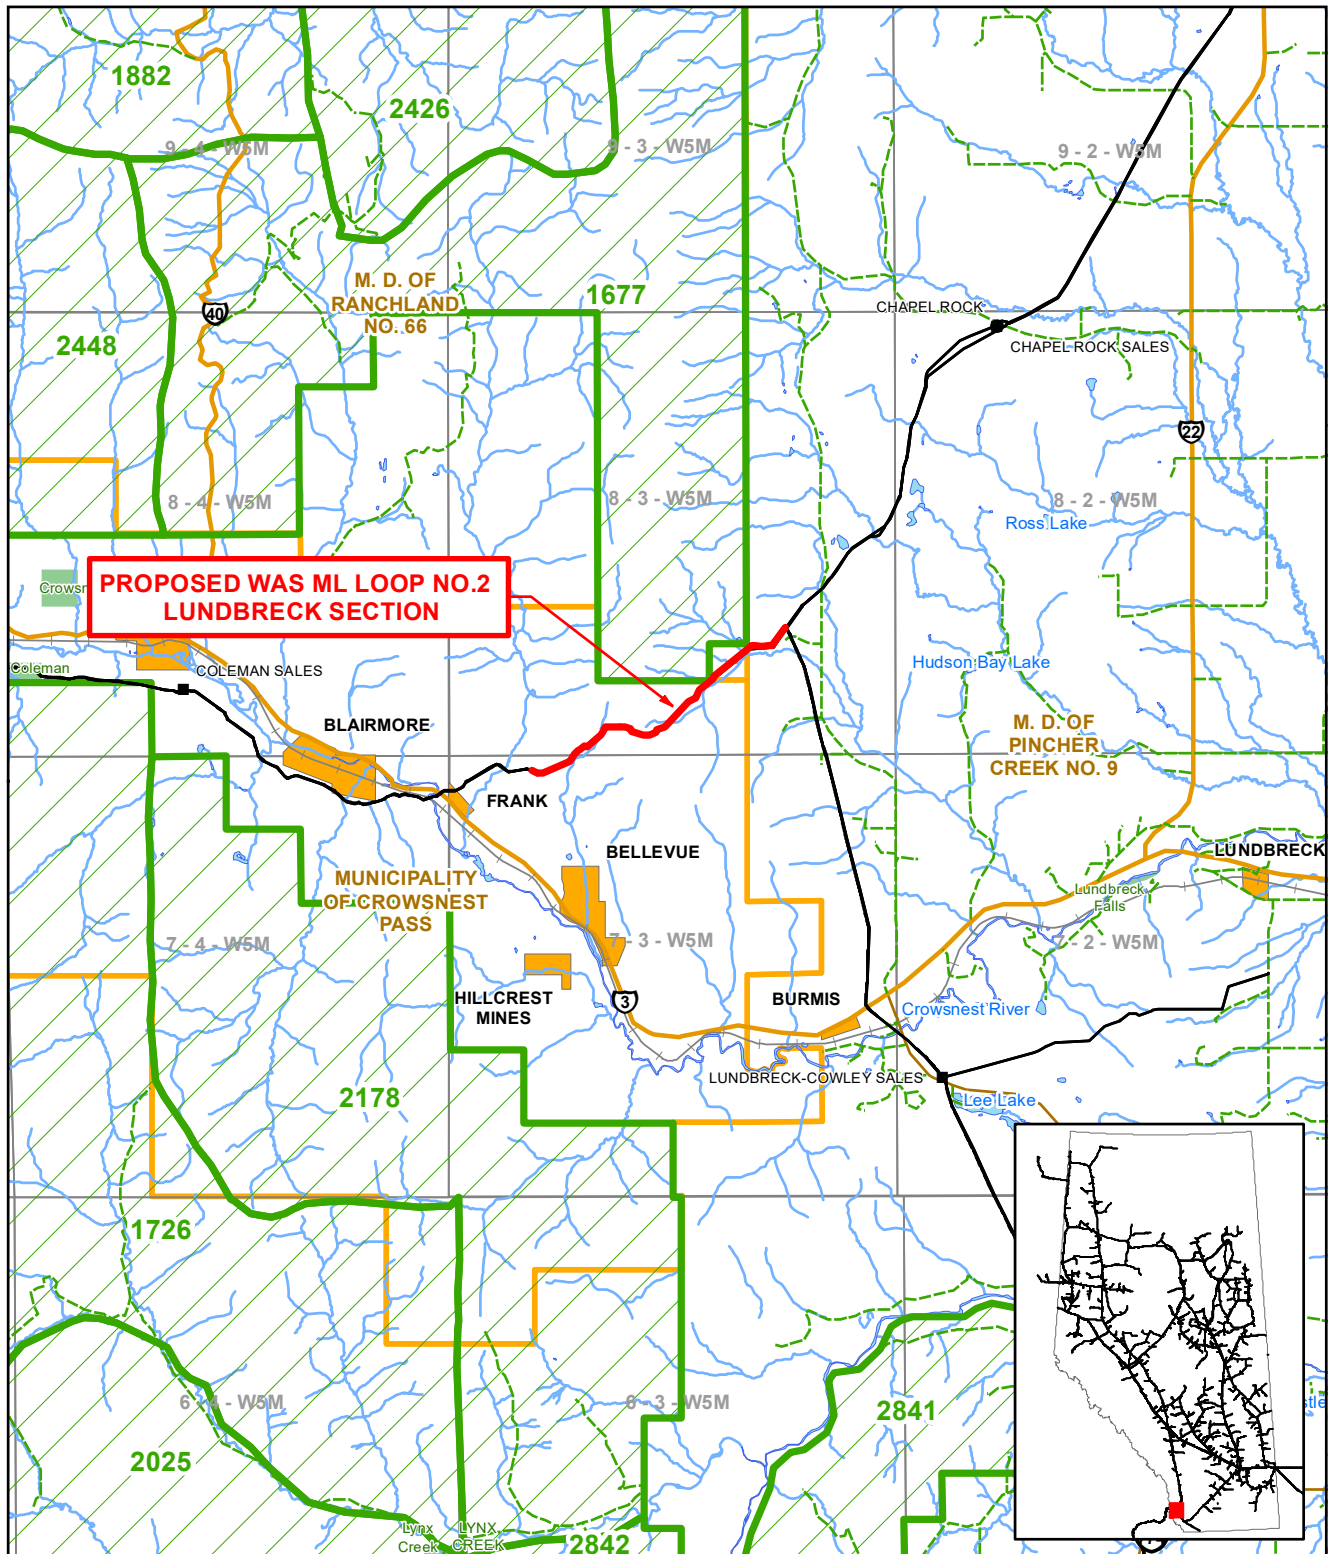 1882
2426
9 - 4 - W5M
9 - 3 - W5M
9 - 2 - W5M
M. D. OF
RANCHLAND
NO. 66
1677
40
CHAPEL ROCK
CHAPEL ROCK SALES
2448
22
8 - 4 - W5M
8 - 3 - W5M
8 - 2 - W5M
Ross Lake
PROPOSED WAS ML LOOP NO.2
LUNDBRECK SECTION
Coleman
COLEMAN SALES
Hudson Bay Lake
BLAIRMORE
M. D. OF
PINCHER
CREEK NO. 9
FRANK
BELLEVUE
LUNDBRECK
MUNICIPALITY
OF CROWSNEST
PASS
Lundbreck
Falls
7 - 4 - W5M
7 - 3 - W5M
7 - 2 - W5M
HILLCREST
MINES
3
BURMIS
Crowsnest River
LUNDBRECK-COWLEY SALES
2178
Lee Lake
1726
6 - 4 - W5M
6 - 3 - W5M
2841
2025
Lynx
Creek
LYNX
CREEK
2842